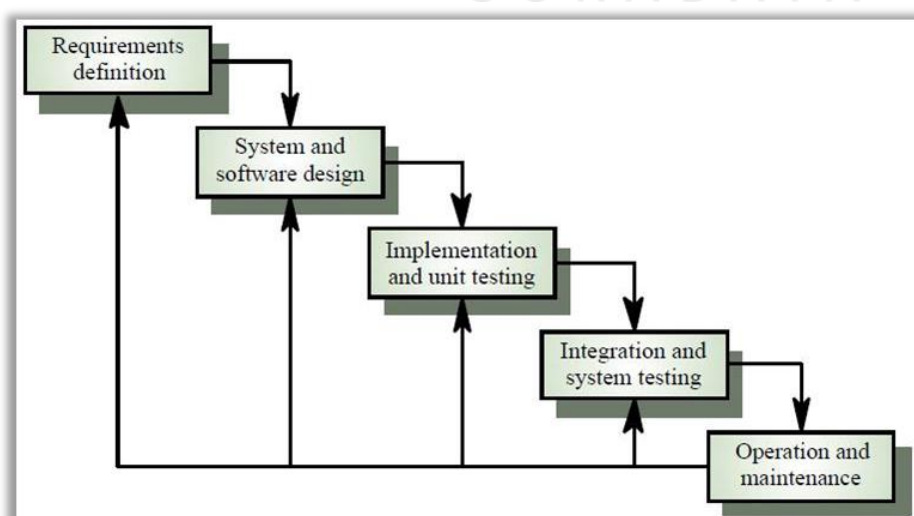 Requirements
definition
System and
software design
Implementation
and unit testing
Integration and
system testing
Operation and
maintenance